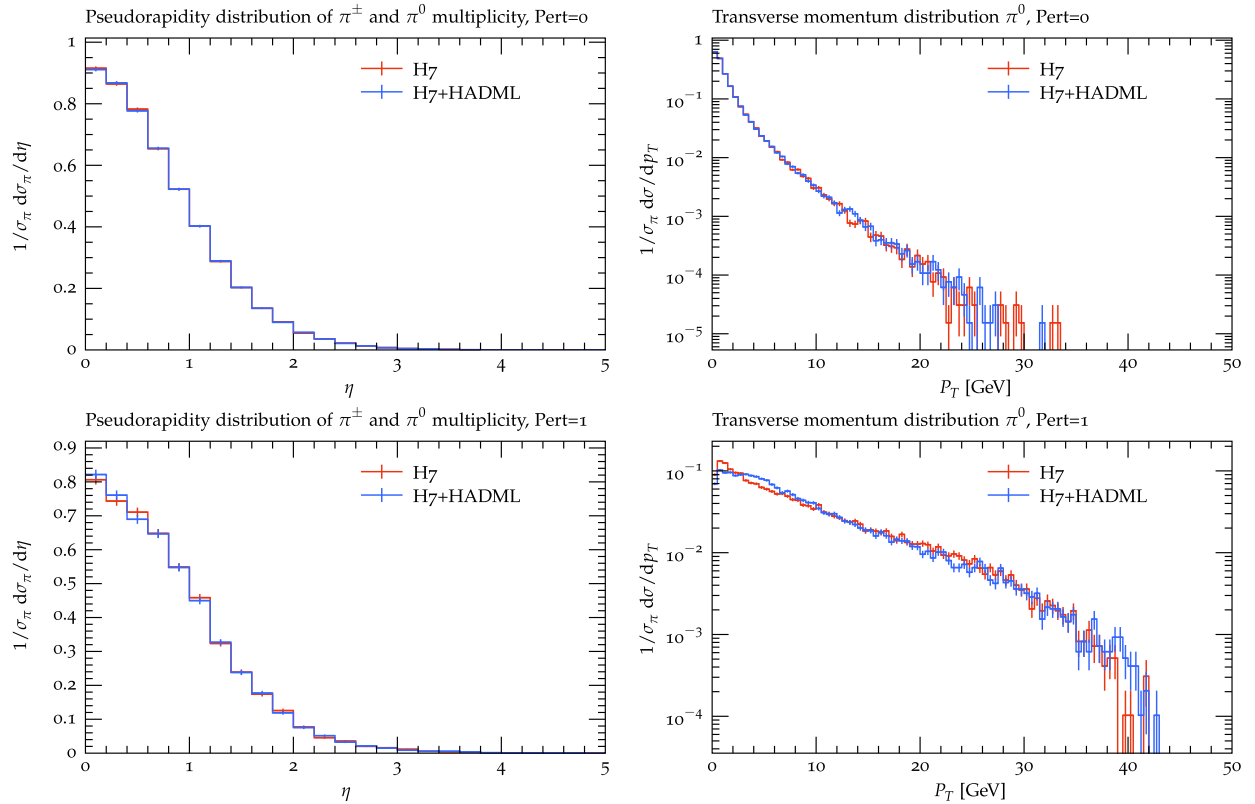 Pseudorapidity distribution of π± and π⁰ multiplicity, Pert=0
1/σπ dσπ/dη
1
0.8
0.6
0.4
0.2
0
H7
H7+HADML
0 1 2 3 4 5
η
Transverse momentum distribution π⁰, Pert=0
1/σπ dσ/dpT
1
10⁻¹
10⁻²
10⁻³
10⁻⁴
10⁻⁵
H7
H7+HADML
0 10 20 30 40 50
PT [GeV]
Pseudorapidity distribution of π± and π⁰ multiplicity, Pert=1
1/σπ dσπ/dη
0.9
0.8
0.7
0.6
0.5
0.4
0.3
0.2
0.1
0
H7
H7+HADML
0 1 2 3 4 5
η
Transverse momentum distribution π⁰, Pert=1
1/σπ dσ/dpT
10⁻¹
10⁻²
10⁻³
10⁻⁴
H7
H7+HADML
0 10 20 30 40 50
PT [GeV]